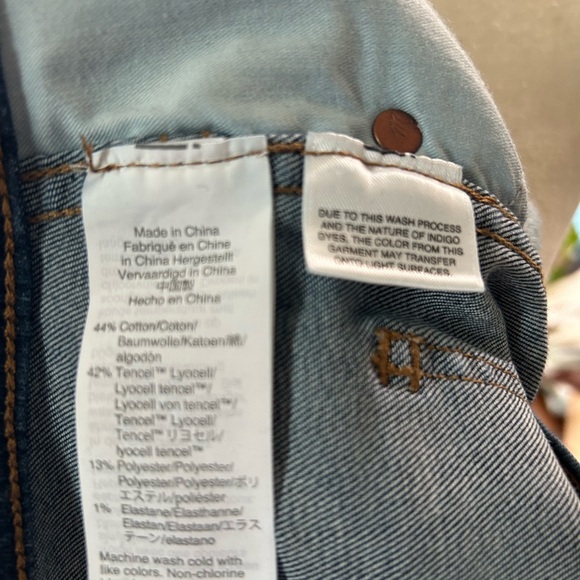 Made in China
Fabriqué en Chine
in China Hergestellt
Vervaardigd in China
中国製
Hecho en China
44% Cotton/Coton/
Baumwolle/Katoen/綿/
algodón
42% Tencel™ Lyocell/
Lyocell tencel™/
Lyocell von tencel™/
Tencel™ Lyocell/
Tencel™ リヨセル/
lyocell tencel™
13% Polyester/Polyester/
Polyester/Polyester/ポリ
エステル/poliéster
1% Elastane/Elasthanne/
Elastan/Elastaan/エラス
テーン/elastano
Machine wash cold with
like colors. Non-chlorine
DUE TO THIS WASH PROCESS
AND THE NATURE OF INDIGO
DYES, THE COLOR FROM THIS
GARMENT MAY TRANSFER
ONTO LIGHT SURFACES.